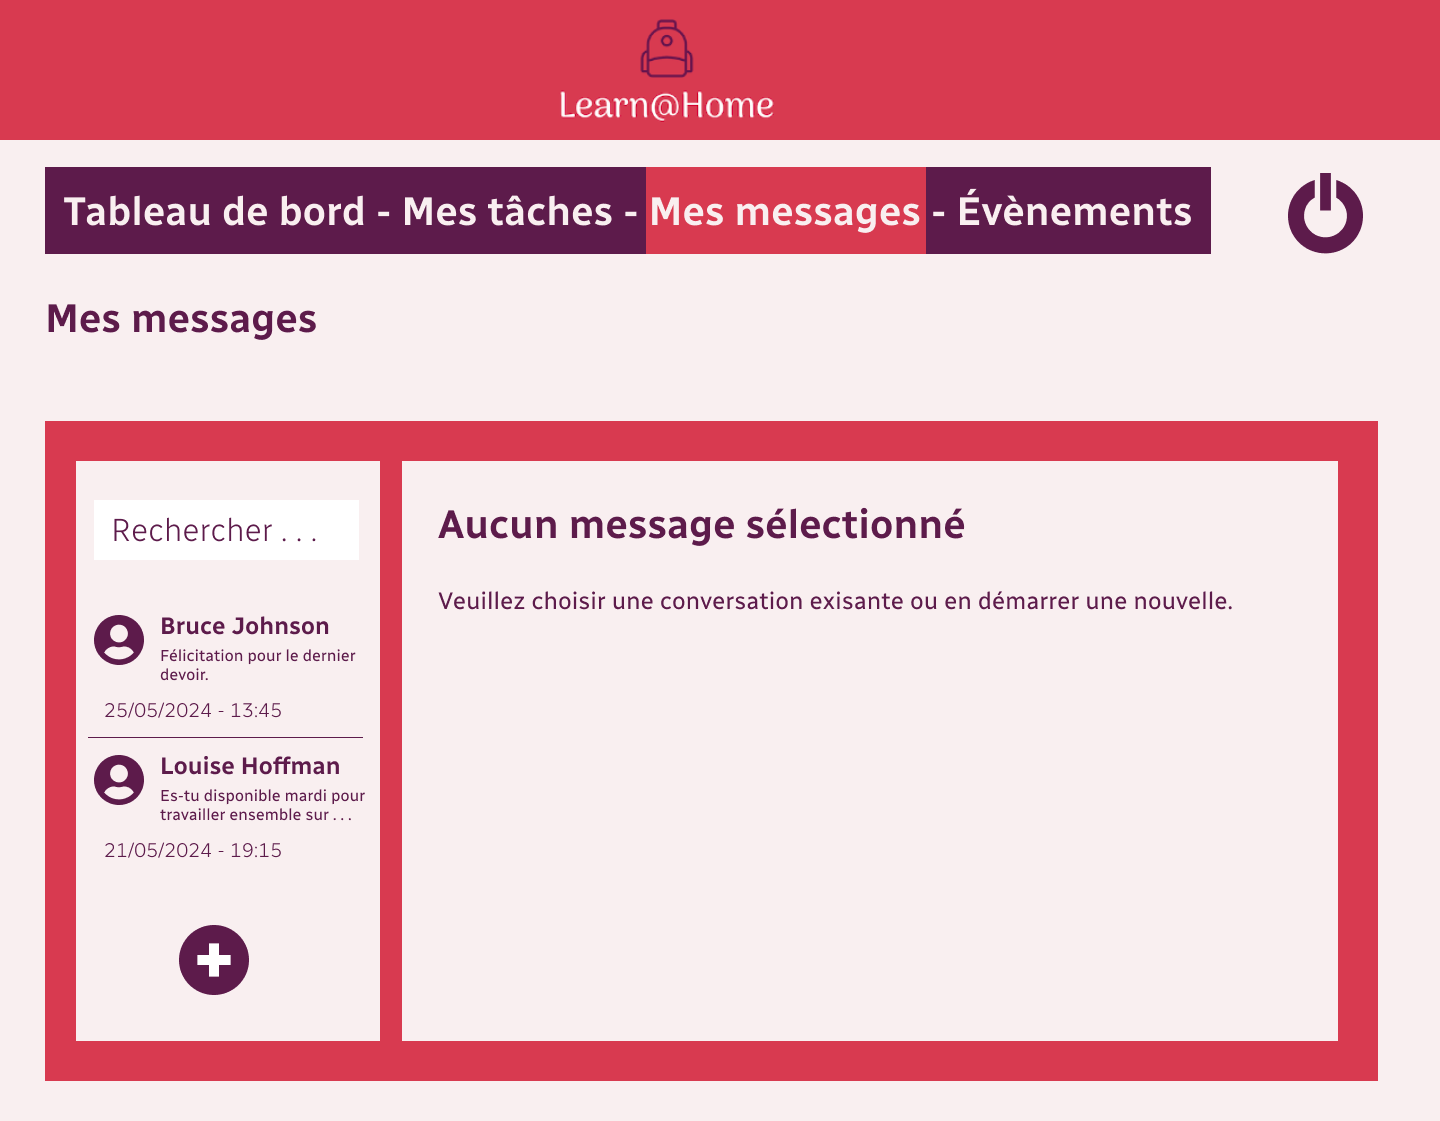 Learn@Home
Tableau de bord - Mes tâches - Mes messages - Évènements
Mes messages
Rechercher . . .
Bruce Johnson
Félicitation pour le dernier
devoir.
25/05/2024 - 13:45
Louise Hoffman
Es-tu disponible mardi pour
travailler ensemble sur . . .
21/05/2024 - 19:15
Aucun message sélectionné
Veuillez choisir une conversation exisante ou en démarrer une nouvelle.